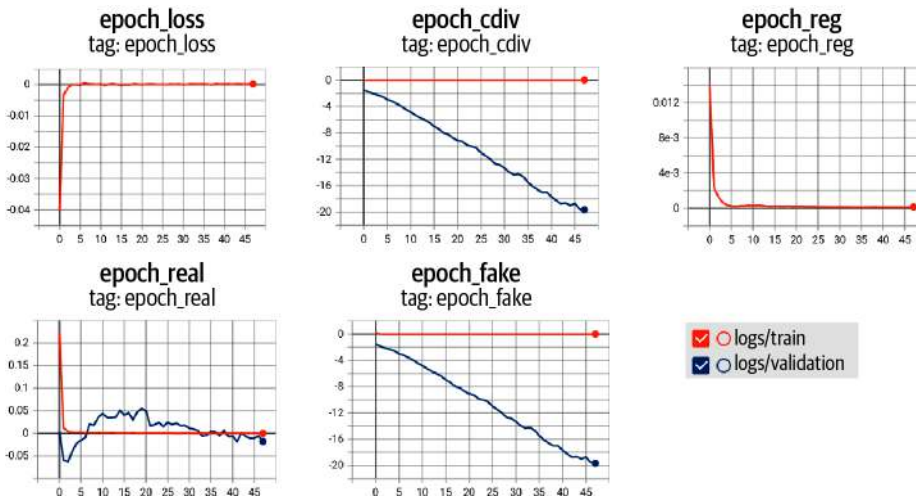 epoch_loss
tag: epoch_loss
0
-0.01
-0.02
-0.03
-0.04
0 5 10 15 20 25 30 35 40 45
epoch_cdiv
tag: epoch_cdiv
0
-4
-8
-12
-16
-20
0 5 10 15 20 25 30 35 40 45
epoch_reg
tag: epoch_reg
0.012
8e-3
4e-3
0
0 5 10 15 20 25 30 35 40 45
epoch_real
tag: epoch_real
0.2
0.15
0.1
0.05
0
-0.05
0 5 10 15 20 25 30 35 40 45
epoch_fake
tag: epoch_fake
0
-4
-8
-12
-16
-20
0 5 10 15 20 25 30 35 40 45
logs/train
logs/validation